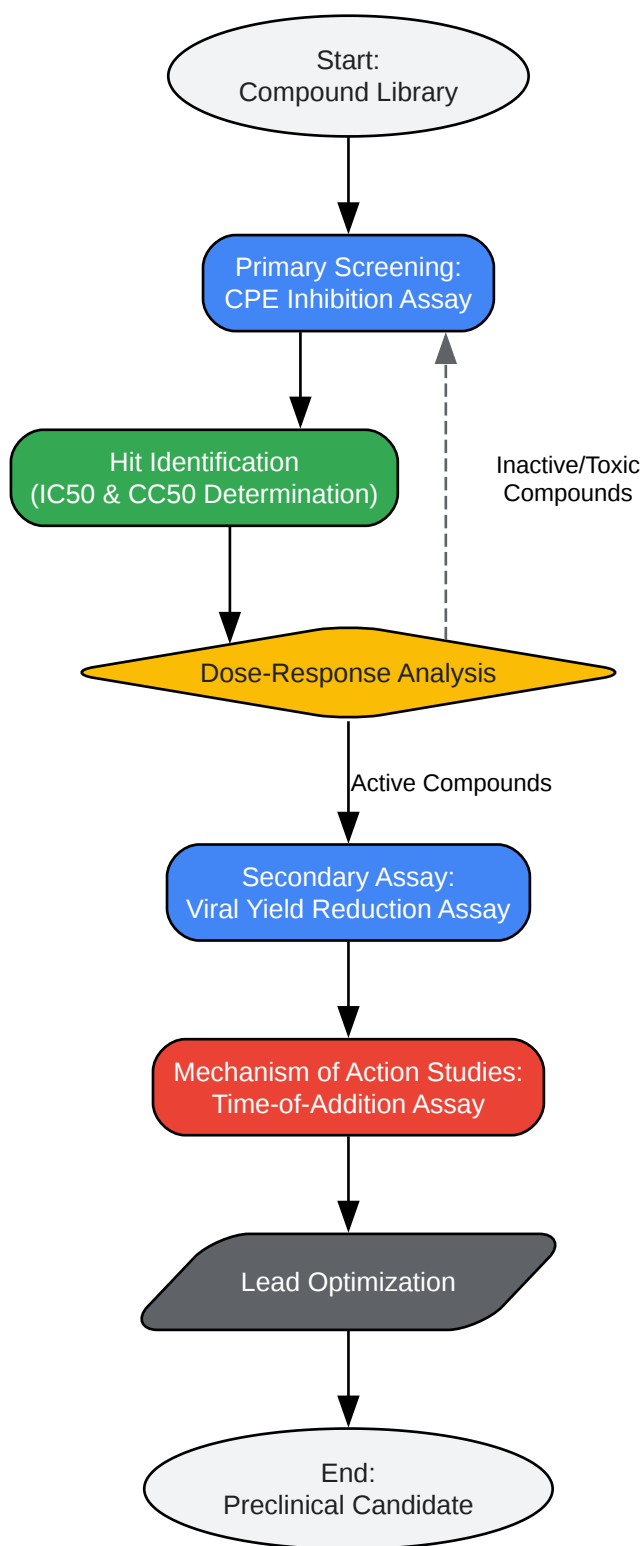 Start:
Compound Library
Primary Screening:
CPE Inhibition Assay
Hit Identification
(IC50 & CC50 Determination)
Inactive/Toxic
Compounds
Dose-Response Analysis
Active Compounds
Secondary Assay:
Viral Yield Reduction Assay
Mechanism of Action Studies:
Time-of-Addition Assay
Lead Optimization
End:
Preclinical Candidate